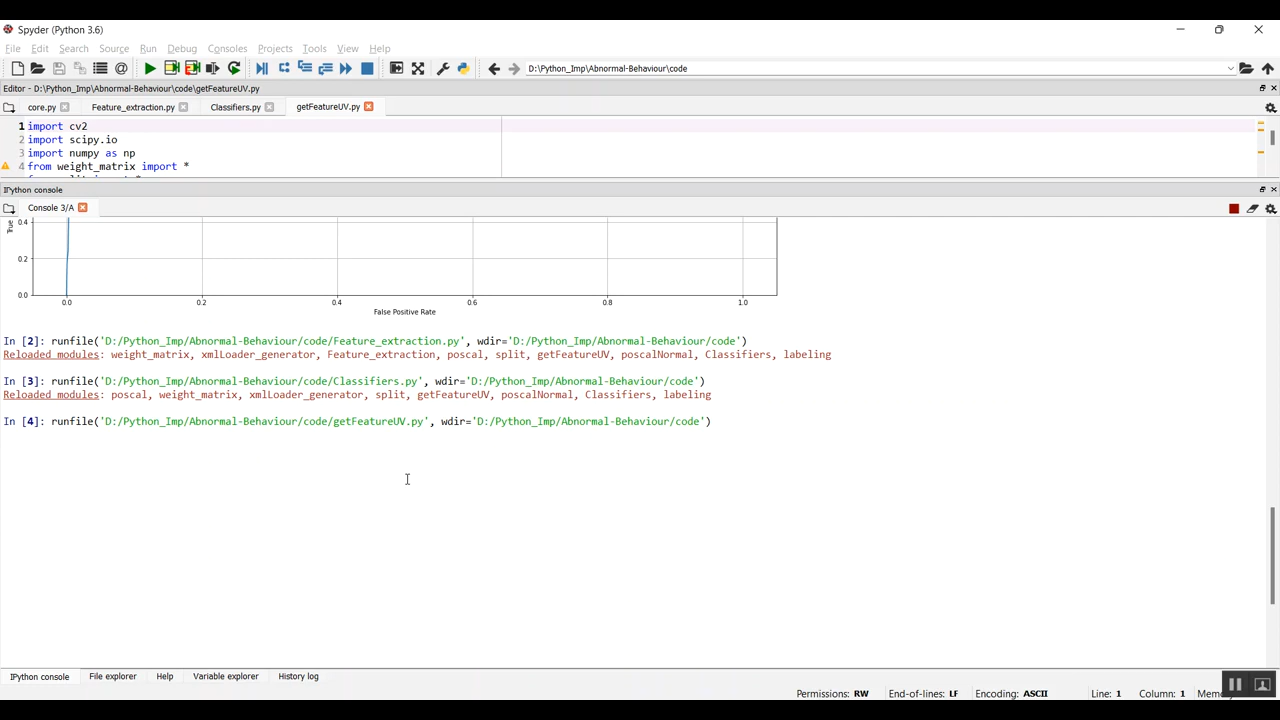 Spyder (Python 3.6)
File Edit Search Source Run Debug Consoles Projects Tools View Help
D:\Python_Imp\Abnormal-Behaviour\code
Editor - D:\Python_Imp\Abnormal-Behaviour\code\getFeatureUV.py
core.py Feature_extraction.py Classifiers.py getFeatureUV.py
1 import cv2
2 import scipy.io
3 import numpy as np
4 from weight_matrix import *
IPython console
Console 3/A
True
0.4
0.2
0.0
0.0 0.2 0.4 0.6 0.8 1.0
False Positive Rate
In [2]: runfile('D:/Python_Imp/Abnormal-Behaviour/code/Feature_extraction.py', wdir='D:/Python_Imp/Abnormal-Behaviour/code')
Reloaded modules: weight_matrix, xmlLoader_generator, Feature_extraction, poscal, split, getFeatureUV, poscalNormal, Classifiers, labeling
In [3]: runfile('D:/Python_Imp/Abnormal-Behaviour/code/Classifiers.py', wdir='D:/Python_Imp/Abnormal-Behaviour/code')
Reloaded modules: poscal, weight_matrix, xmlLoader_generator, split, getFeatureUV, poscalNormal, Classifiers, labeling
In [4]: runfile('D:/Python_Imp/Abnormal-Behaviour/code/getFeatureUV.py', wdir='D:/Python_Imp/Abnormal-Behaviour/code')
IPython console File explorer Help Variable explorer History log
Permissions: RW End-of-lines: LF Encoding: ASCII Line: 1 Column: 1